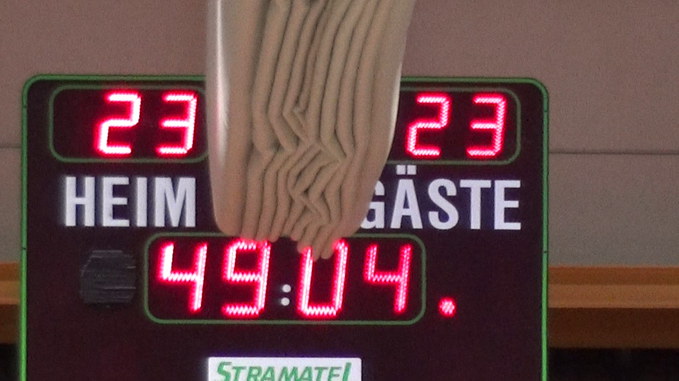 23 23
HEIM GÄSTE
49:04.
STRAMATEL